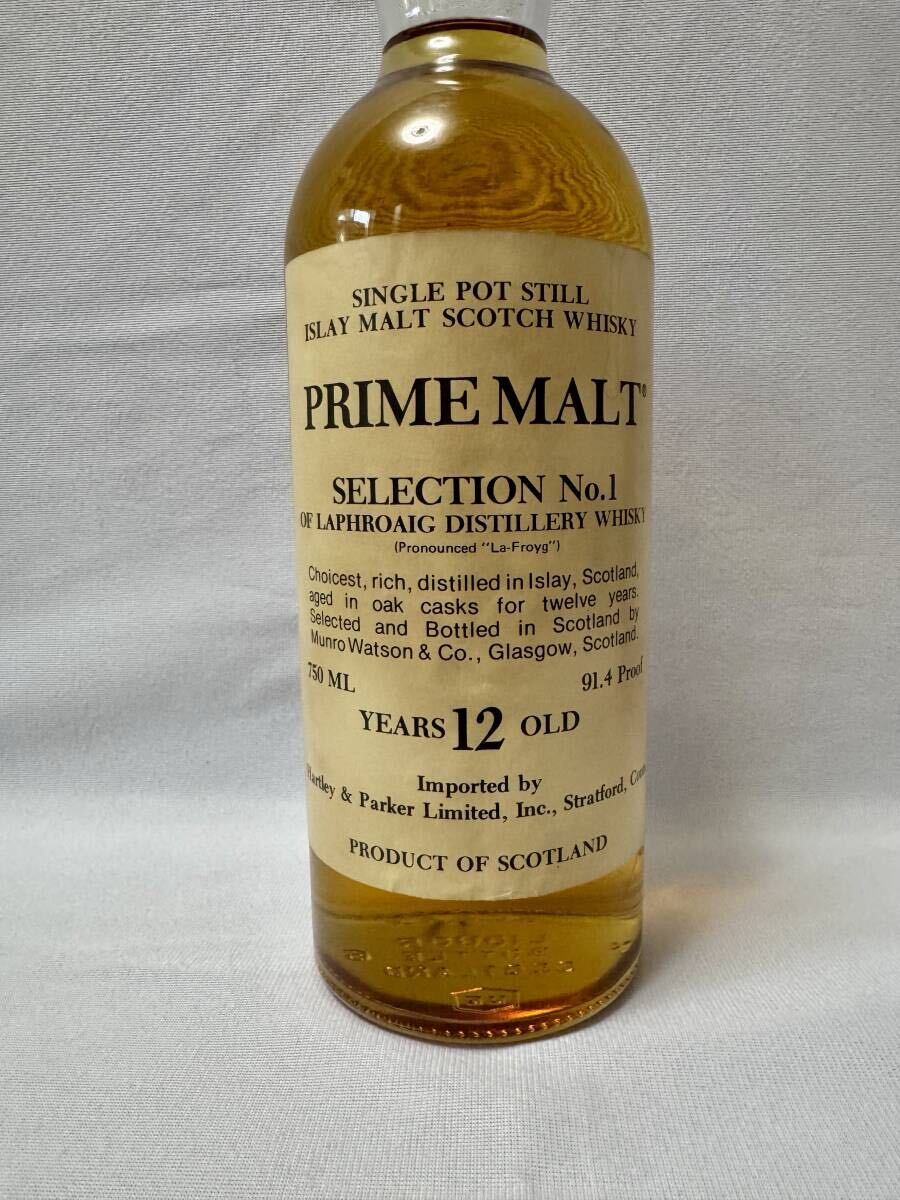 SINGLE POT STILL
ISLAY MALT SCOTCH WHISKY
PRIME MALT®
SELECTION No.1
OF LAPHROAIG DISTILLERY WHISKY
(Pronounced "La-Froyg")
Choicest, rich, distilled in Islay, Scotland,
aged in oak casks for twelve years.
Selected and Bottled in Scotland by
Munro Watson & Co., Glasgow, Scotland.
750 ML 91.4 Proof
YEARS 12 OLD
Imported by
Hartley & Parker Limited, Inc., Stratford, Conn.
PRODUCT OF SCOTLAND